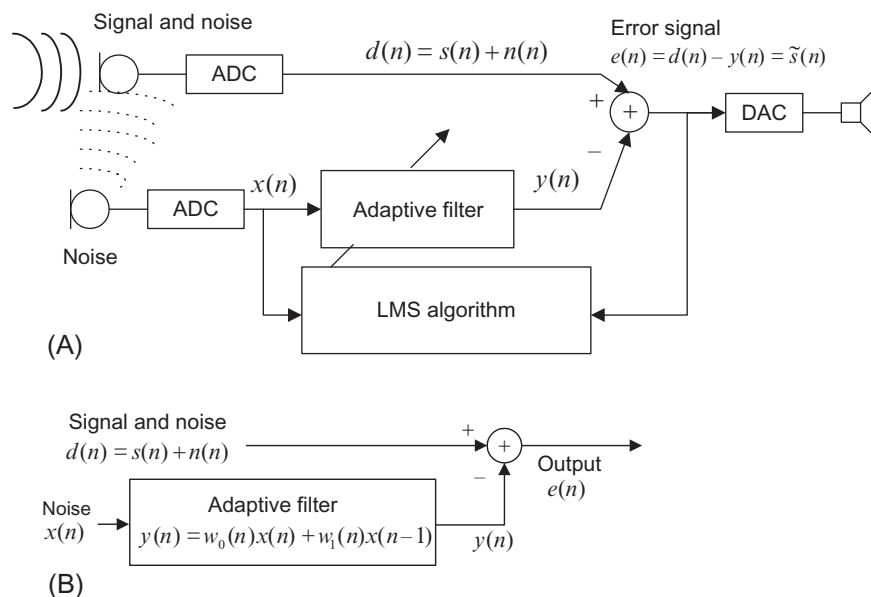 Signal and noise
ADC
d(n) = s(n) + n(n)
Error signal
e(n) = d(n) − y(n) = s̃(n)
+
+
−
DAC
x(n)
ADC
Adaptive filter
y(n)
Noise
LMS algorithm
(A)
Signal and noise
d(n) = s(n) + n(n)
+
+
−
Output
e(n)
Noise
x(n)
Adaptive filter
y(n) = w₀(n)x(n) + w₁(n)x(n−1)
y(n)
(B)